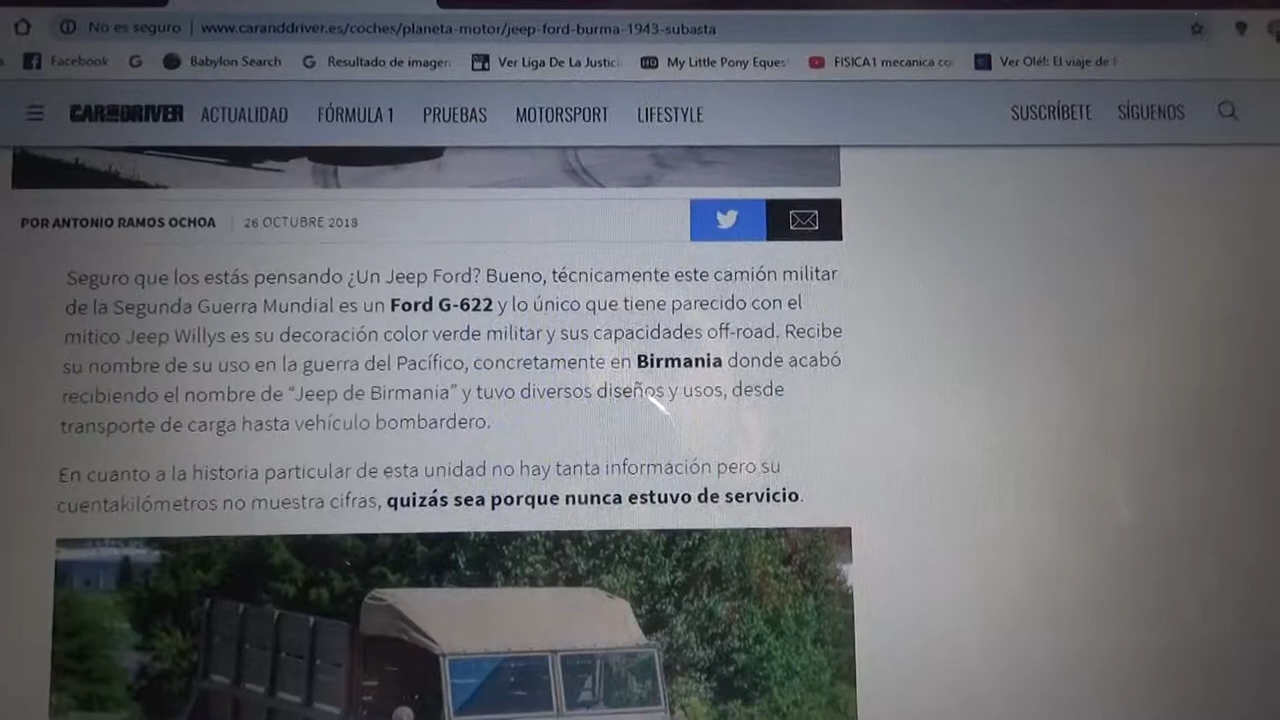 No es seguro | www.caranddriver.es/coches/planeta-motor/jeep-ford-burma-1943-subasta
Facebook Babylon Search Resultado de imagen Ver Liga De La Justic My Little Pony Eques FISICA1 mecanica co Ver Olé!: El viaje de F
CAR AND DRIVER ACTUALIDAD FÓRMULA 1 PRUEBAS MOTORSPORT LIFESTYLE SUSCRÍBETE SÍGUENOS
POR ANTONIO RAMOS OCHOA | 26 OCTUBRE 2018
Seguro que los estás pensando ¿Un Jeep Ford? Bueno, técnicamente este camión militar
de la Segunda Guerra Mundial es un Ford G-622 y lo único que tiene parecido con el
mítico Jeep Willys es su decoración color verde militar y sus capacidades off-road. Recibe
su nombre de su uso en la guerra del Pacífico, concretamente en Birmania donde acabó
recibiendo el nombre de “Jeep de Birmania” y tuvo diversos diseños y usos, desde
transporte de carga hasta vehículo bombardero.
En cuanto a la historia particular de esta unidad no hay tanta información pero su
cuentakilómetros no muestra cifras, quizás sea porque nunca estuvo de servicio.